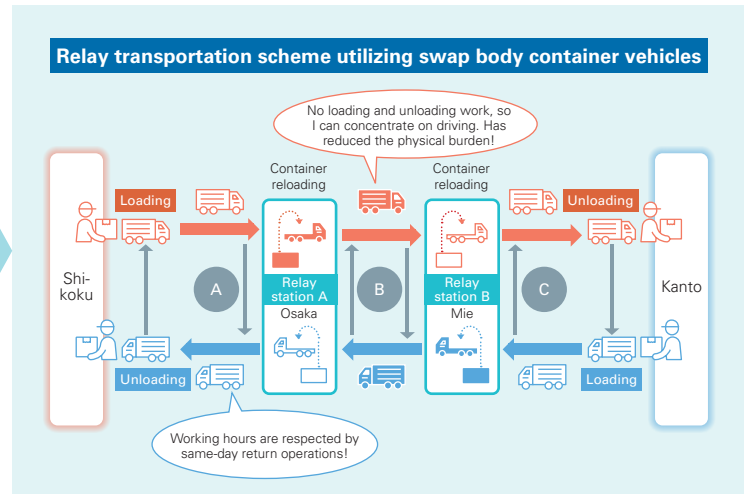 Relay transportation scheme utilizing swap body container vehicles
No loading and unloading work, so
I can concentrate on driving. Has
reduced the physical burden!
Container
reloading
Container
reloading
Loading
Unloading
Shi-
koku
A
Relay
station A
Osaka
B
Relay
station B
Mie
C
Kanto
Unloading
Loading
Working hours are respected by
same-day return operations!